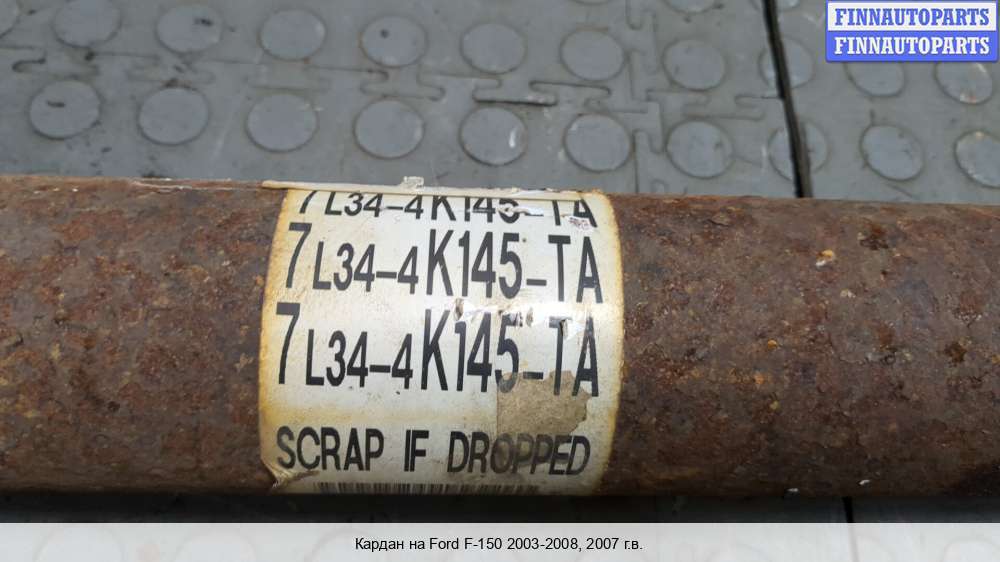 FINNAUTOPARTS
FINNAUTOPARTS
7L34-4K145-TA
7L34-4K145-TA
7L34-4K145-TA
SCRAP IF DROPPED
Кардан на Ford F-150 2003-2008, 2007 г.в.